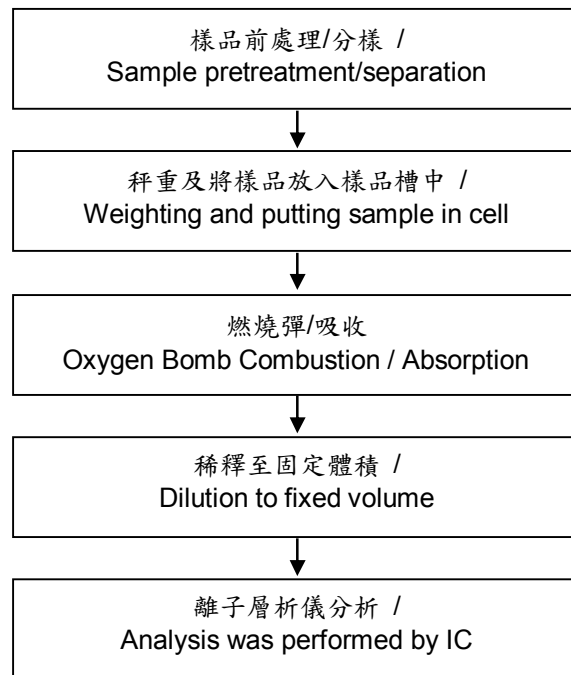 樣品前處理/分樣 /
Sample pretreatment/separation
秤重及將樣品放入樣品槽中 /
Weighting and putting sample in cell
燃燒彈/吸收
Oxygen Bomb Combustion / Absorption
稀釋至固定體積 /
Dilution to fixed volume
離子層析儀分析 /
Analysis was performed by IC